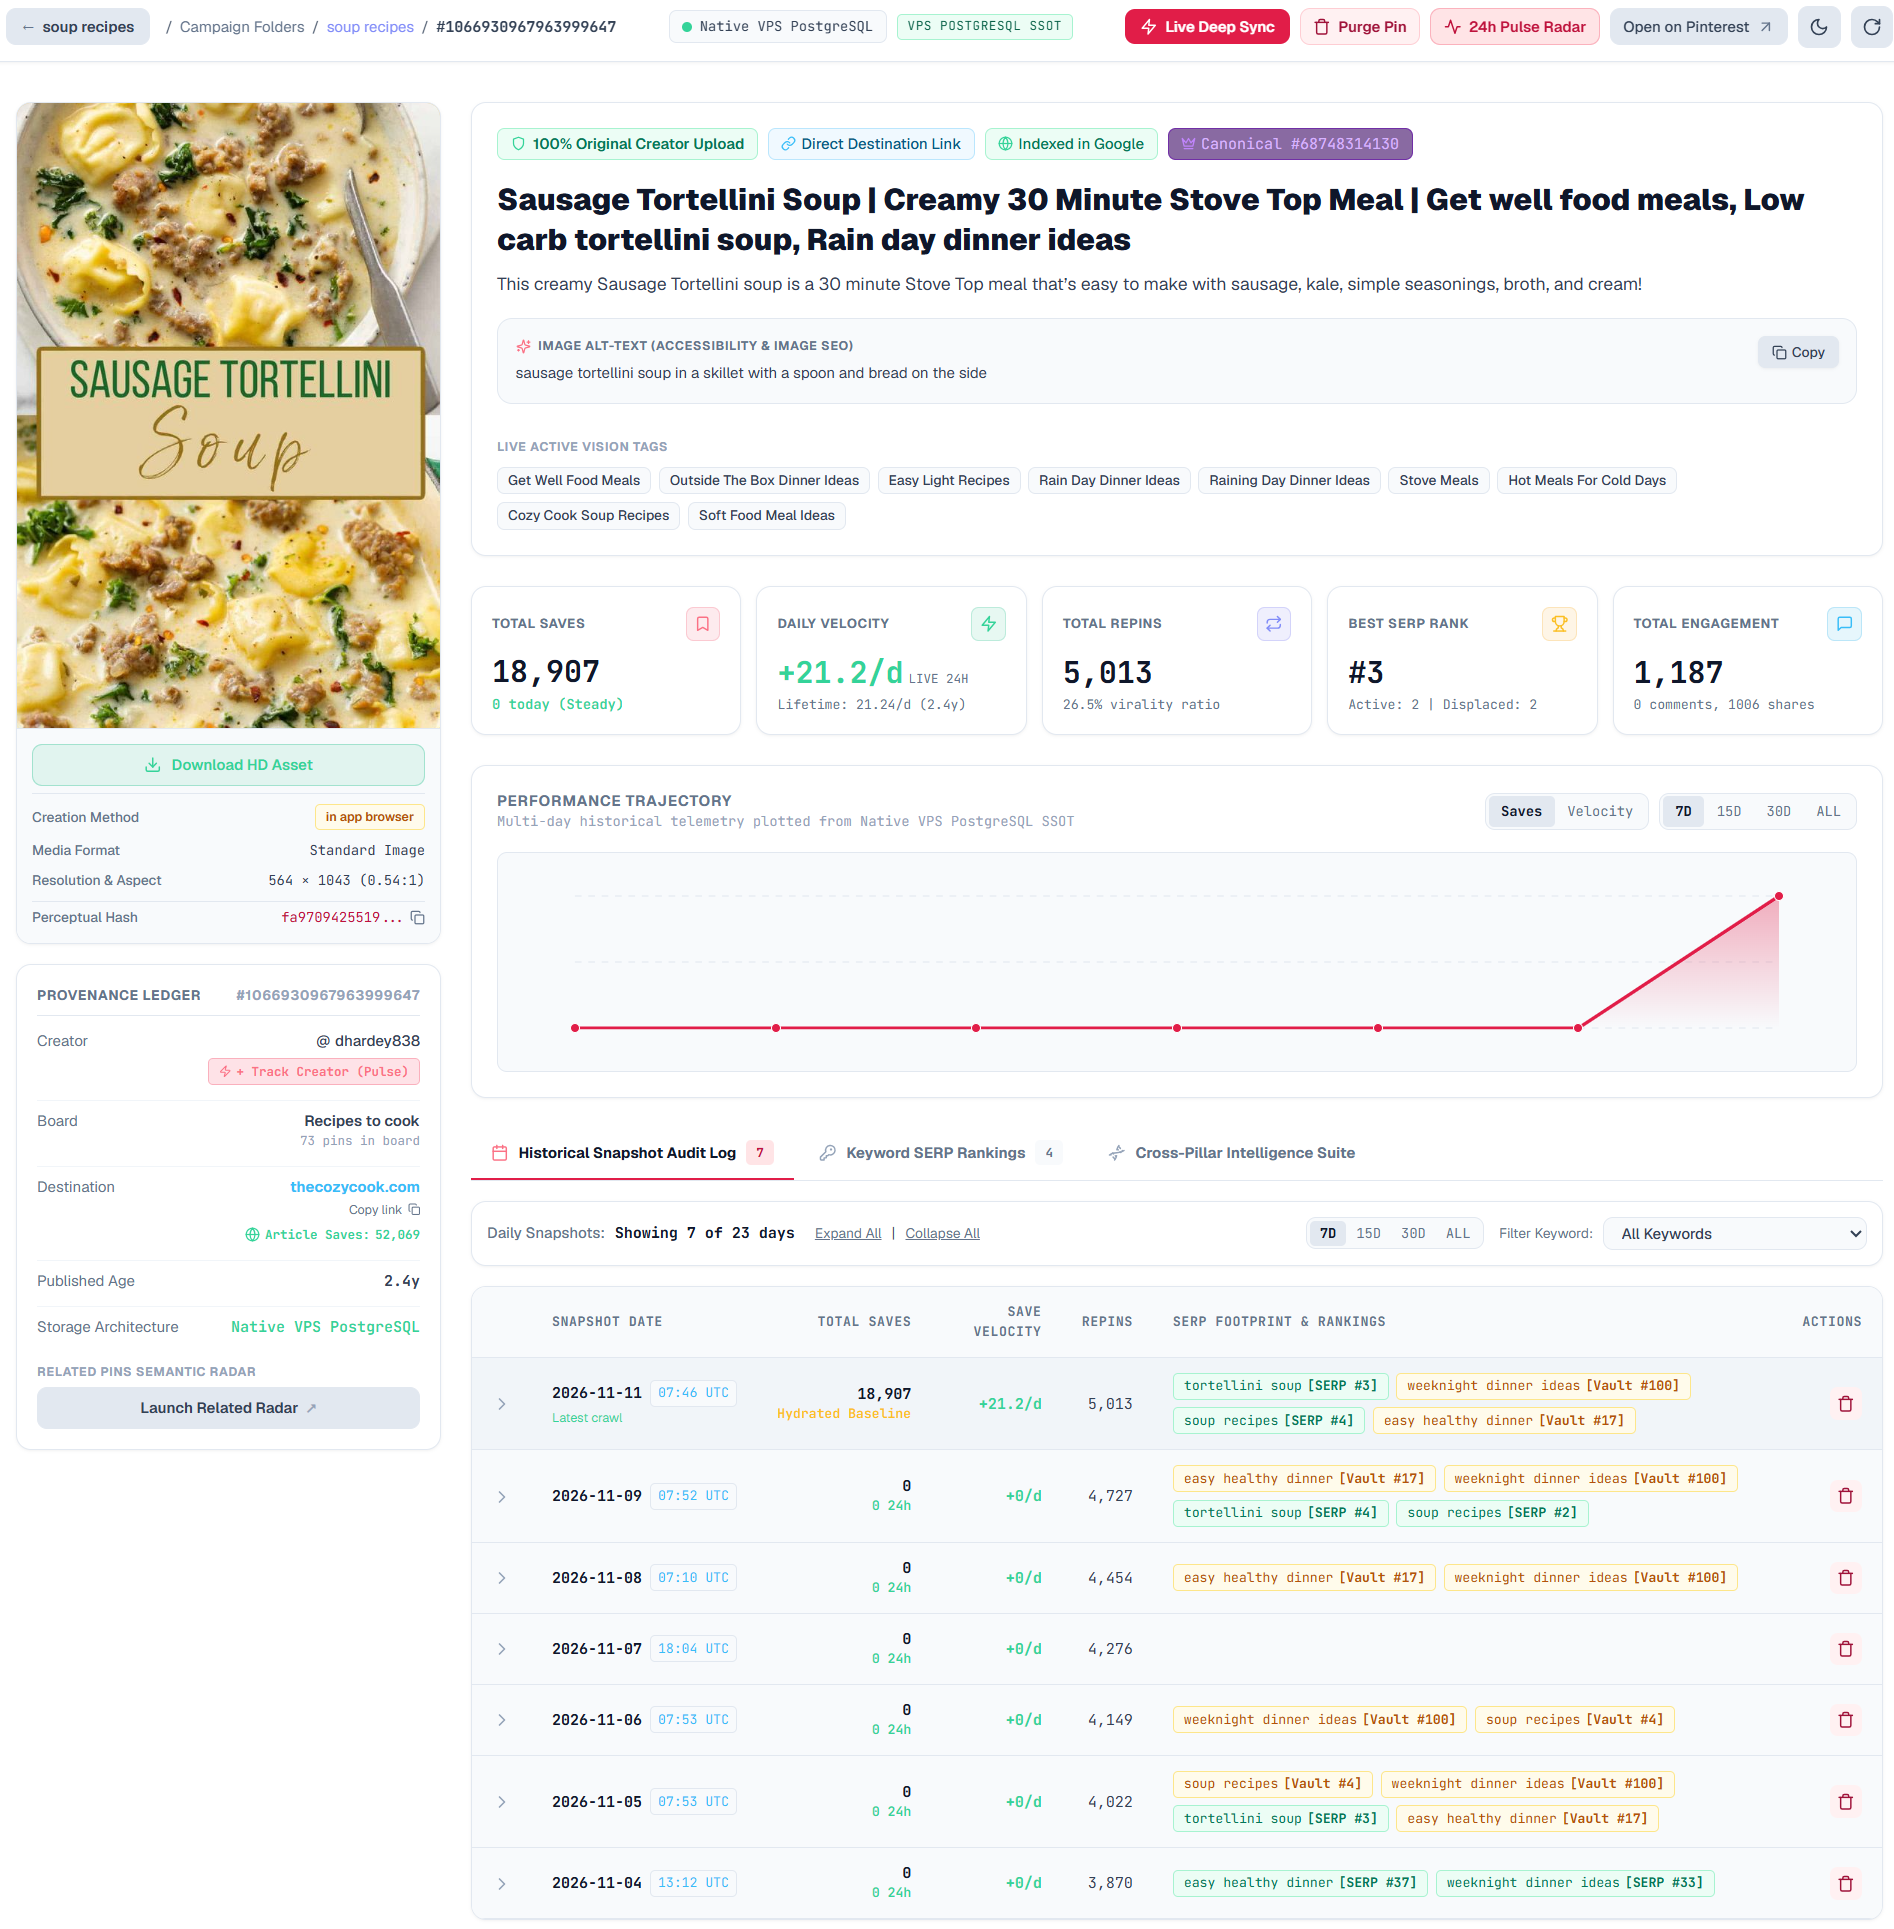 ← soup recipes / Campaign Folders / soup recipes / #1066930967963999647
Native VPS PostgreSQL
VPS POSTGRESQL SSOT
Live Deep Sync
Purge Pin
24h Pulse Radar
Open on Pinterest ↗
SAUSAGE TORTELLINI
Soup
Download HD Asset
Creation Method in app browser
Media Format Standard Image
Resolution & Aspect 564 × 1043 (0.54:1)
Perceptual Hash fa9709425519...
PROVENANCE LEDGER #1066930967963999647
Creator @ dhardey838
+ Track Creator (Pulse)
Board Recipes to cook
73 pins in board
Destination thecozycook.com
Copy link
Article Saves: 52,069
Published Age 2.4y
Storage Architecture Native VPS PostgreSQL
RELATED PINS SEMANTIC RADAR
Launch Related Radar ↗
100% Original Creator Upload
Direct Destination Link
Indexed in Google
Canonical #68748314130
Sausage Tortellini Soup | Creamy 30 Minute Stove Top Meal | Get well food meals, Low
carb tortellini soup, Rain day dinner ideas
This creamy Sausage Tortellini soup is a 30 minute Stove Top meal that's easy to make with sausage, kale, simple seasonings, broth, and cream!
IMAGE ALT-TEXT (ACCESSIBILITY & IMAGE SEO)
Copy
sausage tortellini soup in a skillet with a spoon and bread on the side
LIVE ACTIVE VISION TAGS
Get Well Food Meals Outside The Box Dinner Ideas Easy Light Recipes Rain Day Dinner Ideas Raining Day Dinner Ideas Stove Meals Hot Meals For Cold Days
Cozy Cook Soup Recipes Soft Food Meal Ideas
TOTAL SAVES
18,907
0 today (Steady)
DAILY VELOCITY
+21.2/d LIVE 24H
Lifetime: 21.24/d (2.4y)
TOTAL REPINS
5,013
26.5% virality ratio
BEST SERP RANK
#3
Active: 2 | Displaced: 2
TOTAL ENGAGEMENT
1,187
0 comments, 1006 shares
PERFORMANCE TRAJECTORY
Multi-day historical telemetry plotted from Native VPS PostgreSQL SSOT
Saves Velocity
7D 15D 30D ALL
Historical Snapshot Audit Log 7
Keyword SERP Rankings 4
Cross-Pillar Intelligence Suite
Daily Snapshots: Showing 7 of 23 days Expand All | Collapse All
7D 15D 30D ALL
Filter Keyword: All Keywords
SNAPSHOT DATE TOTAL SAVES SAVE VELOCITY REPINS SERP FOOTPRINT & RANKINGS ACTIONS
2026-11-11 07:46 UTC
Latest crawl
18,907
Hydrated Baseline
+21.2/d
5,013
tortellini soup [SERP #3] weeknight dinner ideas [Vault #100]
soup recipes [SERP #4] easy healthy dinner [Vault #17]
2026-11-09 07:52 UTC
0
0 24h
+0/d
4,727
easy healthy dinner [Vault #17] weeknight dinner ideas [Vault #100]
tortellini soup [SERP #4] soup recipes [SERP #2]
2026-11-08 07:10 UTC
0
0 24h
+0/d
4,454
easy healthy dinner [Vault #17] weeknight dinner ideas [Vault #100]
2026-11-07 18:04 UTC
0
0 24h
+0/d
4,276
2026-11-06 07:53 UTC
0
0 24h
+0/d
4,149
weeknight dinner ideas [Vault #100] soup recipes [Vault #4]
2026-11-05 07:53 UTC
0
0 24h
+0/d
4,022
soup recipes [Vault #4] weeknight dinner ideas [Vault #100]
tortellini soup [SERP #3] easy healthy dinner [Vault #17]
2026-11-04 13:12 UTC
0
0 24h
+0/d
3,870
easy healthy dinner [SERP #37] weeknight dinner ideas [SERP #33]